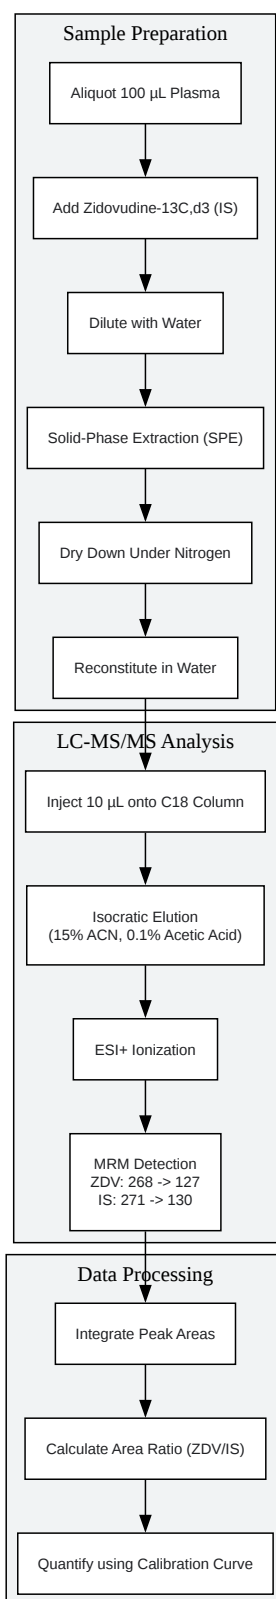 Sample Preparation
Aliquot 100 µL Plasma
Add Zidovudine-13C,d3 (IS)
Dilute with Water
Solid-Phase Extraction (SPE)
Dry Down Under Nitrogen
Reconstitute in Water
LC-MS/MS Analysis
Inject 10 µL onto C18 Column
Isocratic Elution
(15% ACN, 0.1% Acetic Acid)
ESI+ Ionization
MRM Detection
ZDV: 268 -> 127
IS: 271 -> 130
Data Processing
Integrate Peak Areas
Calculate Area Ratio (ZDV/IS)
Quantify using Calibration Curve